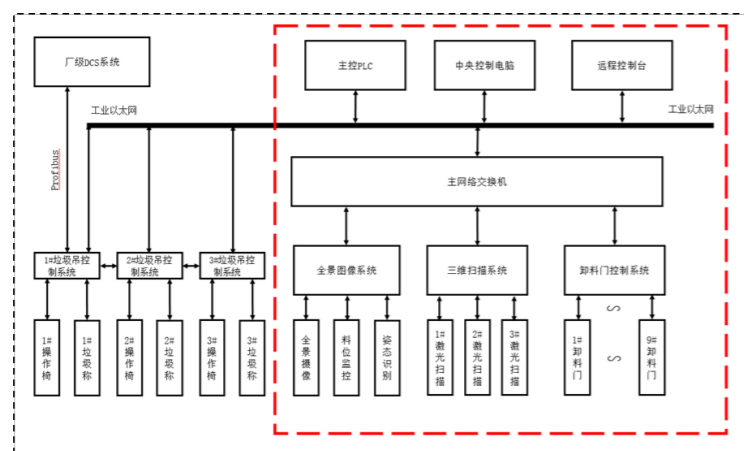 厂级DCS系统
主控PLC
中央控制电脑
远程控制台
工业以太网
工业以太网
Profibus
主网络交换机
1#垃圾吊控
制系统
2#垃圾吊控
制系统
3#垃圾吊控
制系统
全景图像系统
三维扫描系统
卸料门控制系统
1#操作椅
1#垃圾称
2#操作椅
2#垃圾称
3#操作椅
3#垃圾称
全景摄像
料位监控
姿态识别
1#激光扫描
2#激光扫描
3#激光扫描
1#卸料门
9#卸料门